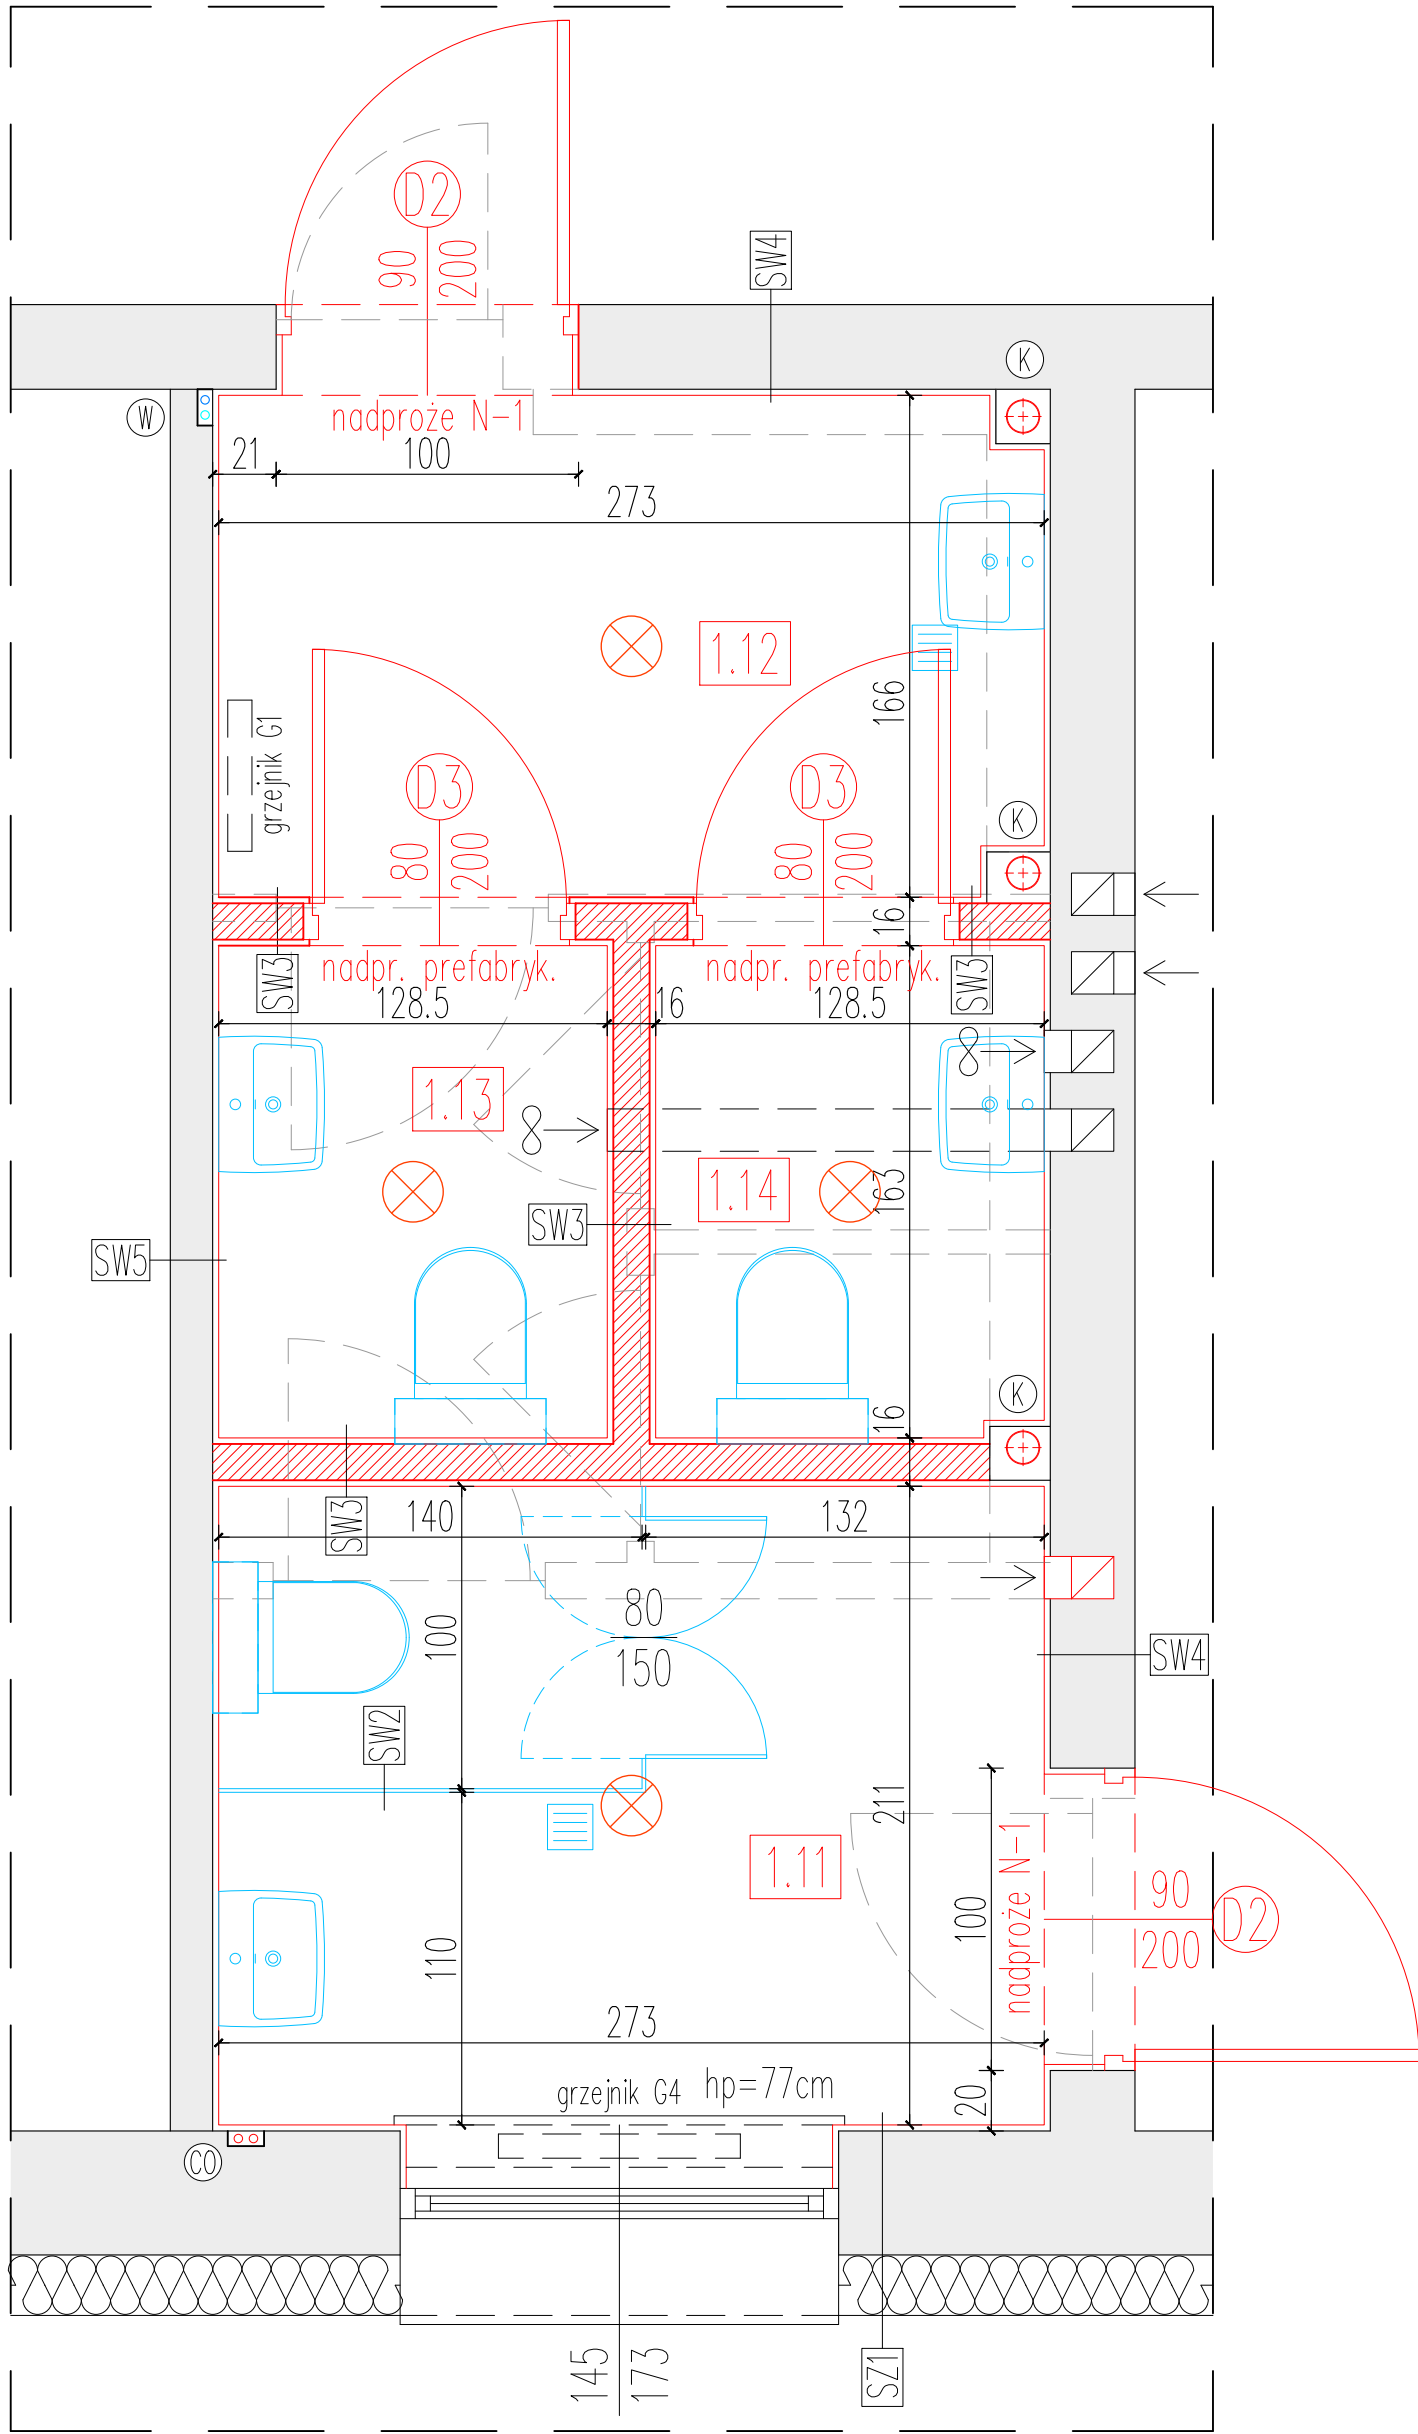 D2
90
200
SW4
K
W
nadproże N-1
21
100
273
1.12
166
grzejnik G1
D3
80
200
D3
80
200
K
16
SW3
nadpr. prefabryk.
nadpr. prefabryk.
SW3
128.5
16
128.5
1.13
1.14
163
SW3
SW5
K
16
SW3
140
132
80
150
100
SW4
SW2
211
1.11
nadproże N-1
100
90
200
D2
110
273
grzejnik G4
hp=77cm
20
CO
145
173
SZ1